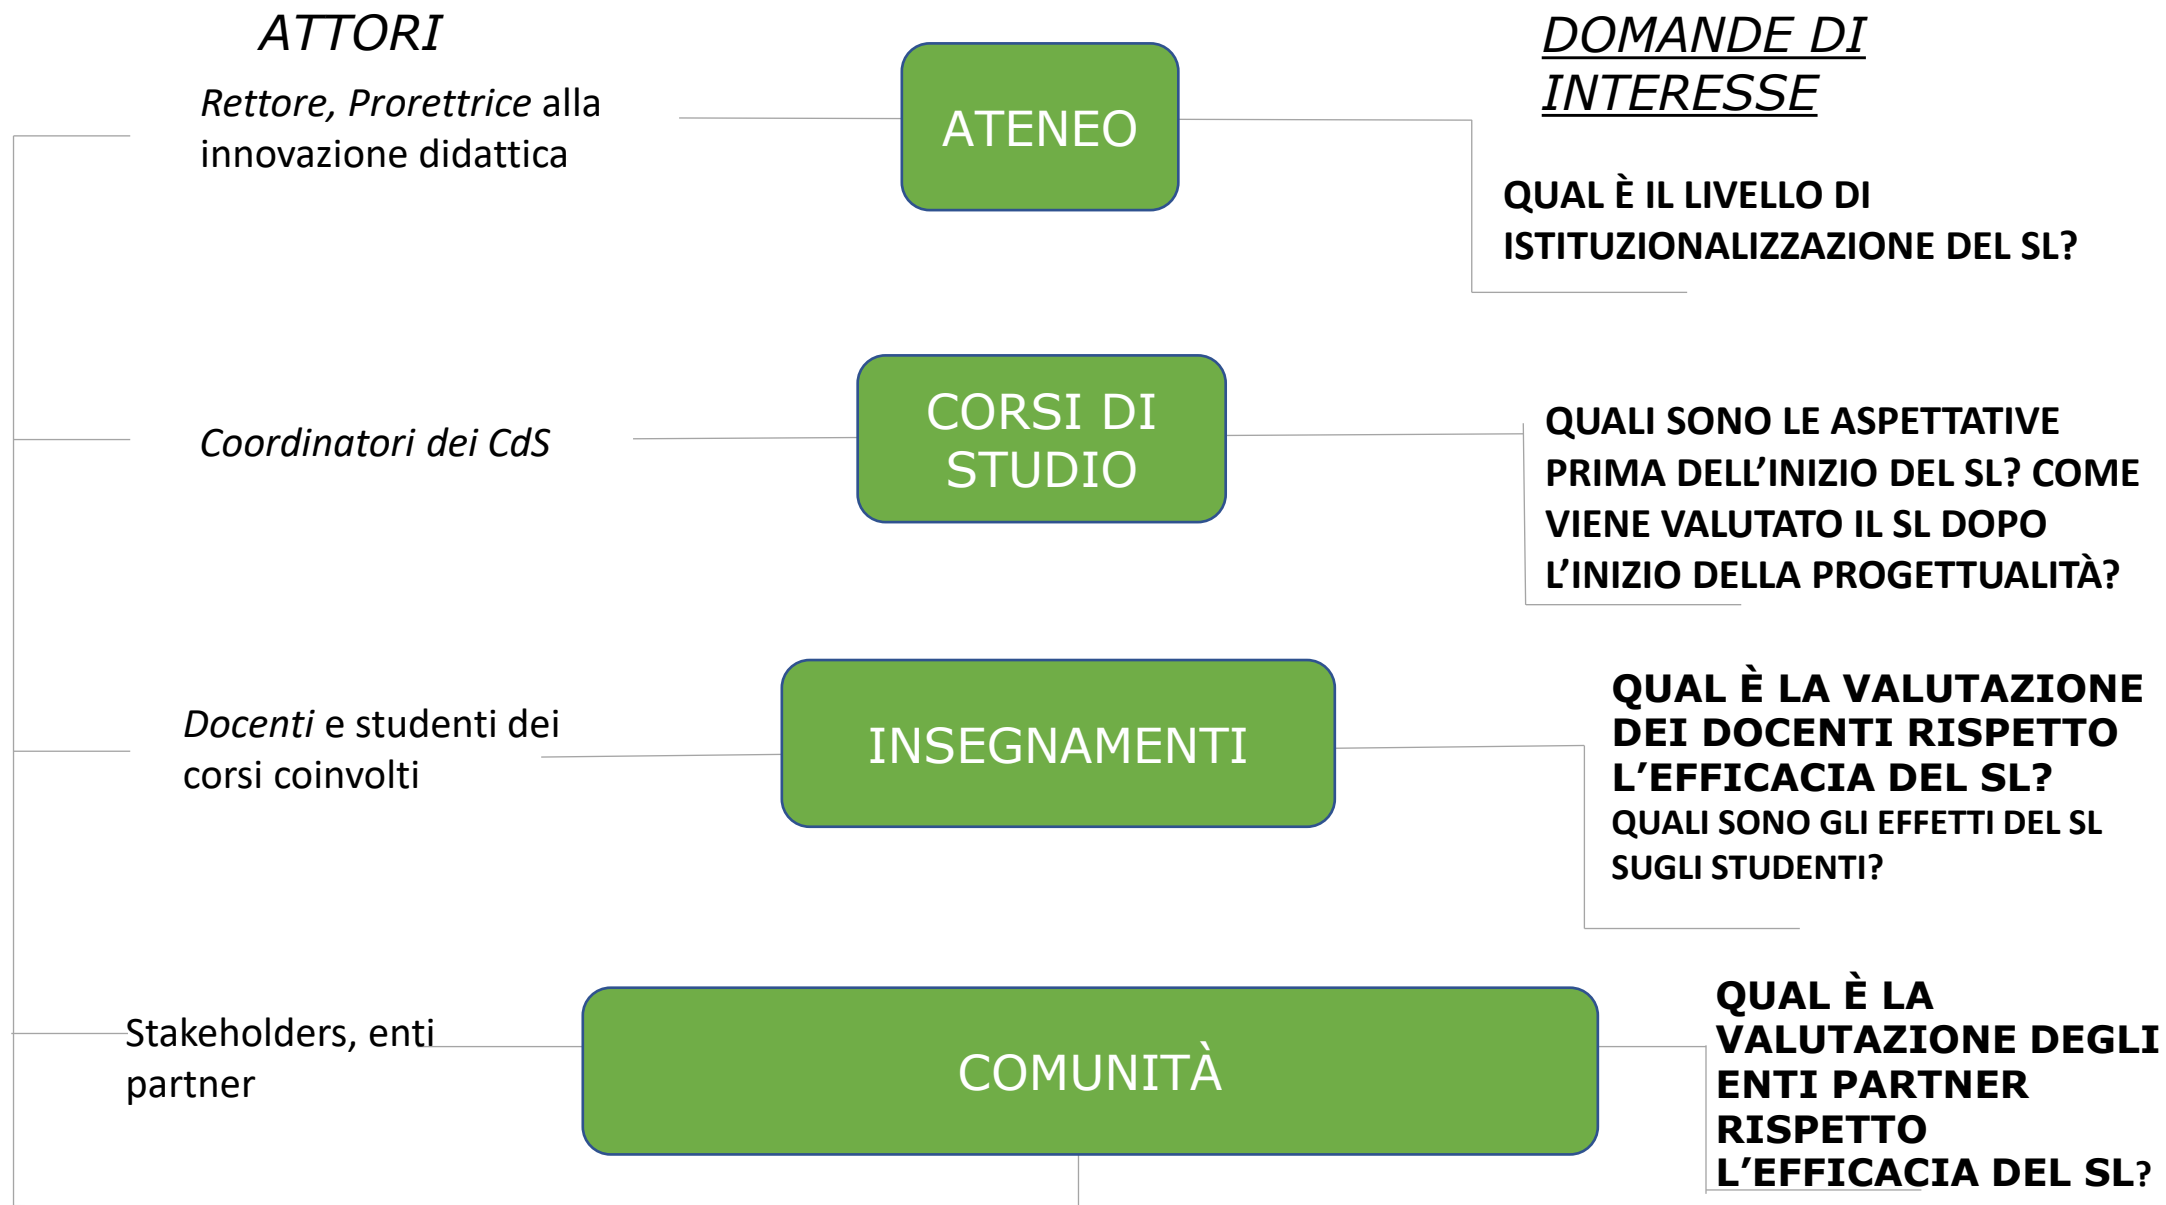 ATTORI
DOMANDE DI
INTERESSE
Rettore, Prorettrice alla
innovazione didattica
ATENEO
QUAL È IL LIVELLO DI
ISTITUZIONALIZZAZIONE DEL SL?
Coordinatori dei CdS
CORSI DI
STUDIO
QUALI SONO LE ASPETTATIVE
PRIMA DELL’INIZIO DEL SL? COME
VIENE VALUTATO IL SL DOPO
L’INIZIO DELLA PROGETTUALITÀ?
Docenti e studenti dei
corsi coinvolti
INSEGNAMENTI
QUAL È LA VALUTAZIONE
DEI DOCENTI RISPETTO
L’EFFICACIA DEL SL?
QUALI SONO GLI EFFETTI DEL SL
SUGLI STUDENTI?
Stakeholders, enti
partner
COMUNITÀ
QUAL È LA
VALUTAZIONE DEGLI
ENTI PARTNER
RISPETTO
L’EFFICACIA DEL SL?